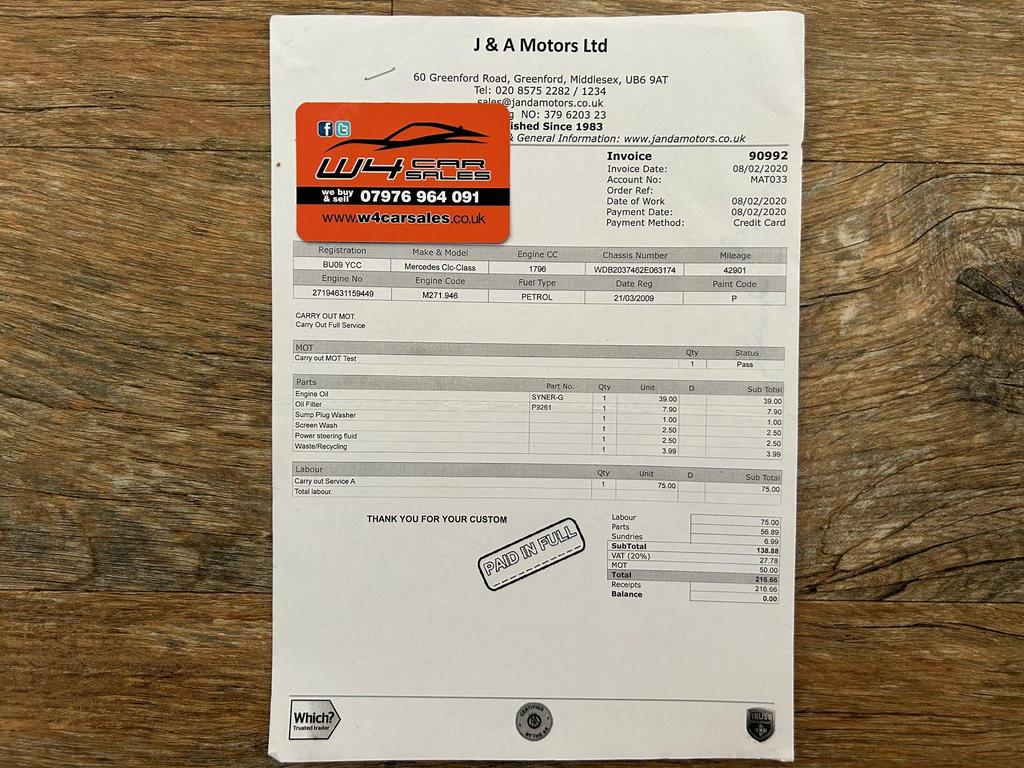 J & A Motors Ltd
60 Greenford Road, Greenford, Middlesex, UB6 9AT
Tel: 020 8575 2282 / 1234
sales@jandamotors.co.uk
g NO: 379 6203 23
ished Since 1983
& General Information: www.jandamotors.co.uk
W4 CAR SALES
we buy & sell 07976 964 091
www.w4carsales.co.uk
Invoice 90992
Invoice Date: 08/02/2020
Account No: MAT033
Order Ref:
Date of Work 08/02/2020
Payment Date: 08/02/2020
Payment Method: Credit Card
Registration Make & Model Engine CC Chassis Number Mileage
BU09 YCC Mercedes Clc-Class 1796 WDB2037462E063174 42901
Engine No Engine Code Fuel Type Date Reg Paint Code
27194631159449 M271.946 PETROL 21/03/2009 P
CARRY OUT MOT.
Carry Out Full Service
MOT Qty Status
Carry out MOT Test 1 Pass
Parts Part No. Qty Unit D Sub Total
Engine Oil SYNER-G 1 39.00 39.00
Oil Filter P9261 1 7.90 7.90
Sump Plug Washer 1 1.00 1.00
Screen Wash 1 2.50 2.50
Power steering fluid 1 2.50 2.50
Waste/Recycling 1 3.99 3.99
Labour Qty Unit D Sub Total
Carry out Service A 1 75.00 75.00
Total labour.
THANK YOU FOR YOUR CUSTOM
PAID IN FULL
Labour 75.00
Parts 56.89
Sundries 6.99
SubTotal 138.88
VAT (20%) 27.78
MOT 50.00
Total 216.66
Receipts 216.66
Balance 0.00
Which?
Trusted trader
CERTIFIED
BY THE AA
TRUST